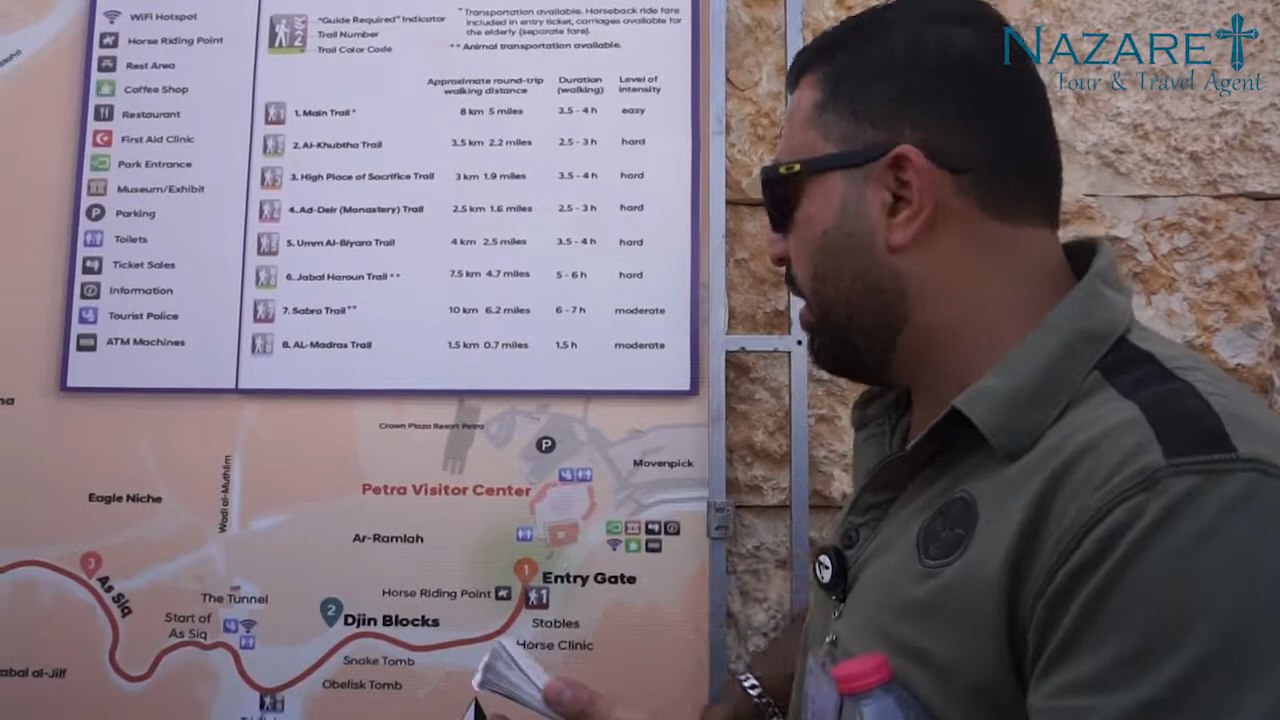 NAZARET
Tour & Travel Agent
WiFi Hotspot
Horse Riding Point
Rest Area
Coffee Shop
Restaurant
First Aid Clinic
Park Entrance
Museum/Exhibit
Parking
Toilets
Ticket Sales
Information
Tourist Police
ATM Machines
"Guide Required" Indicator
Trail Number
Trail Color Code
* Transportation available. Horseback ride fare
included in entry ticket, carriages available for
the elderly (separate fare).
** Animal transportation available.
Approximate round-trip
walking distance
Duration
(walking)
Level of
intensity
1. Main Trail * 8 km 5 miles 3.5 - 4 h easy
2. Al-Khubtha Trail 3.5 km 2.2 miles 2.5 - 3 h hard
3. High Place of Sacrifice Trail 3 km 1.9 miles 3.5 - 4 h hard
4. Ad-Deir (Monastery) Trail 2.5 km 1.6 miles 2.5 - 3 h hard
5. Umm Al-Biyara Trail 4 km 2.5 miles 3.5 - 4 h hard
6. Jabal Haroun Trail ** 7.5 km 4.7 miles 5 - 6 h hard
7. Sabra Trail ** 10 km 6.2 miles 6 - 7 h moderate
8. AL-Madras Trail 1.5 km 0.7 miles 1.5 h moderate
Crown Plaza Resort Petra
P
Movenpick
Petra Visitor Center
Eagle Niche
Wadi al-Muthlim
Ar-Ramlah
1
Entry Gate
3
As Siq
The Tunnel
Horse Riding Point
1
2
Djin Blocks
Start of
As Siq
Stables
Horse Clinic
Snake Tomb
Obelisk Tomb
abal al-Jilf